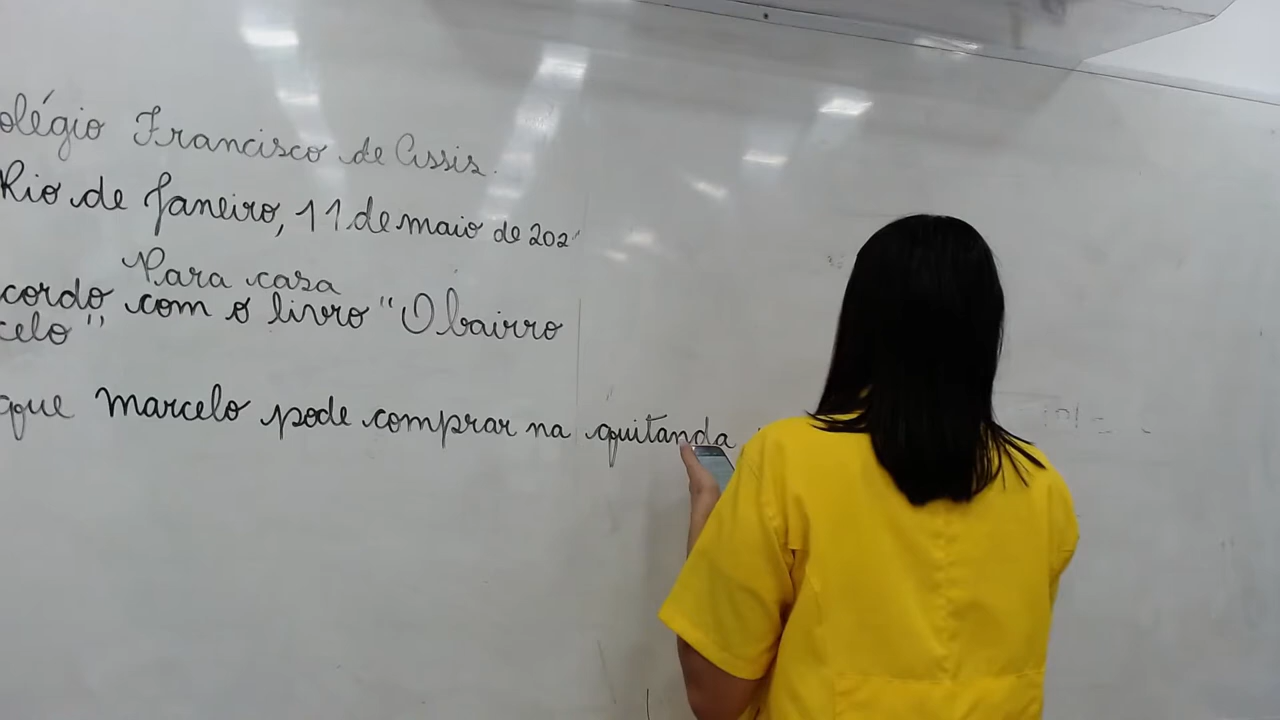 olégio Francisco de Assis.
Rio de Janeiro, 11 de maio de 202
Para casa
cordo com o livro "O bairro
celo"
que Marcelo pode comprar na quitanda